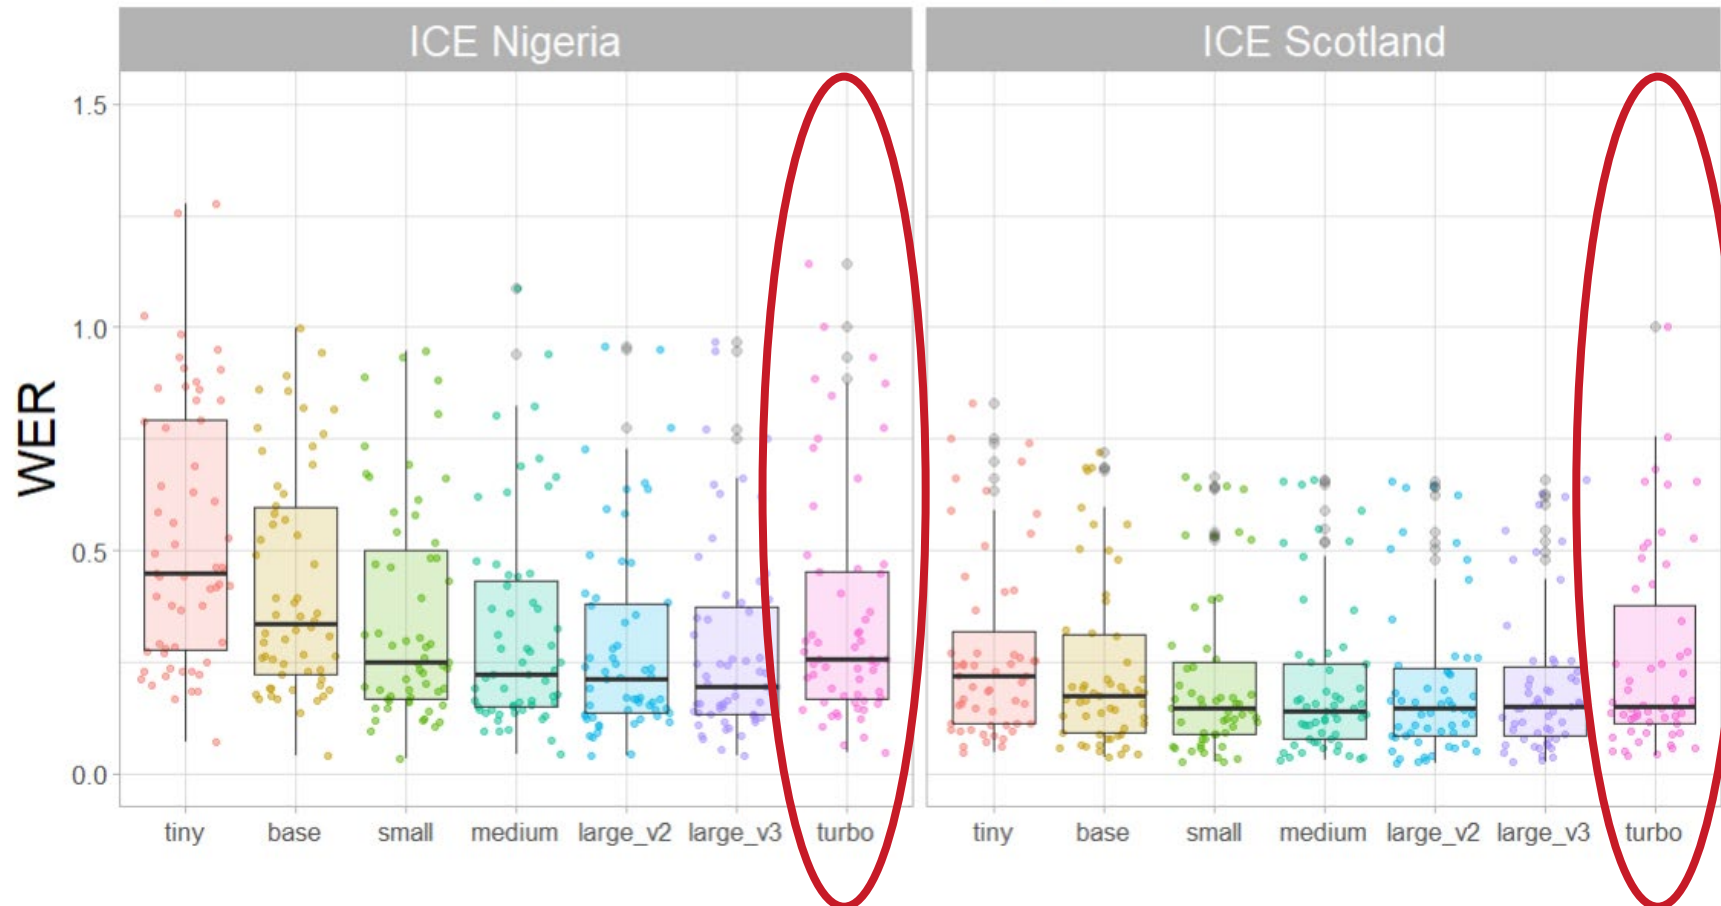 ICE Nigeria
ICE Scotland
WER
1.5
1.0
0.5
0.0
tiny base small medium large_v2 large_v3 turbo
tiny base small medium large_v2 large_v3 turbo